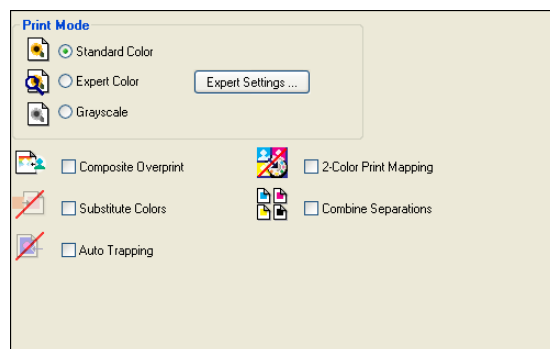 Print Mode
Standard Color
Expert Color
Expert Settings ...
Grayscale
Composite Overprint
2-Color Print Mapping
Substitute Colors
Combine Separations
Auto Trapping